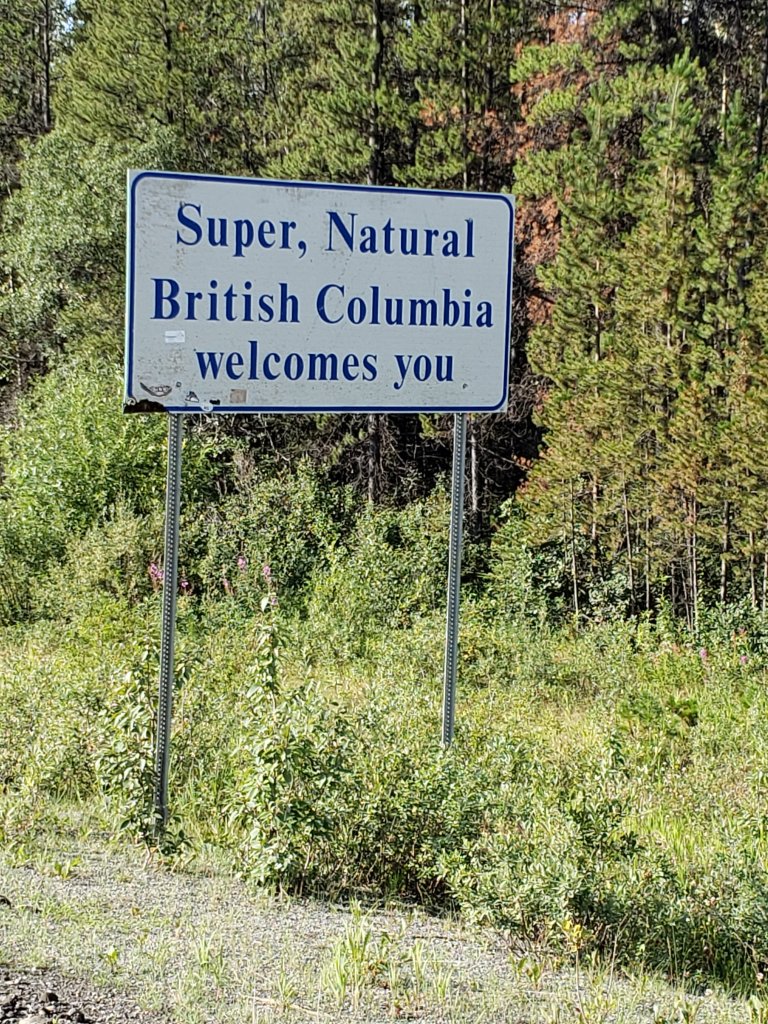 Super, Natural
British Columbia
welcomes you